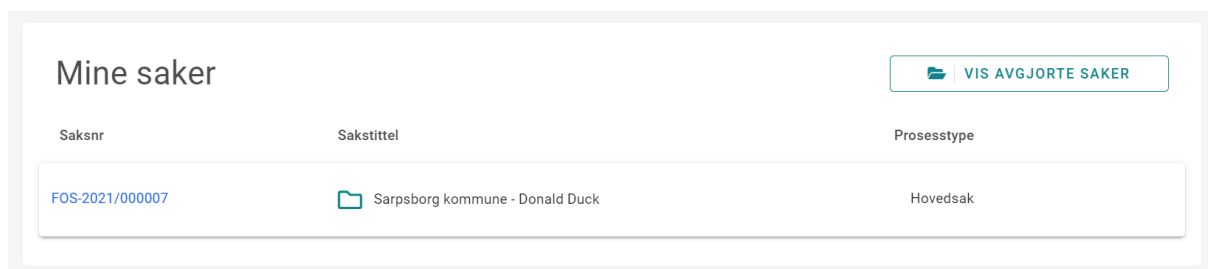 Mine saker
VIS AVGJORTE SAKER
Saksnr Sakstittel Prosesstype
FOS-2021/000007 Sarpsborg kommune - Donald Duck Hovedsak